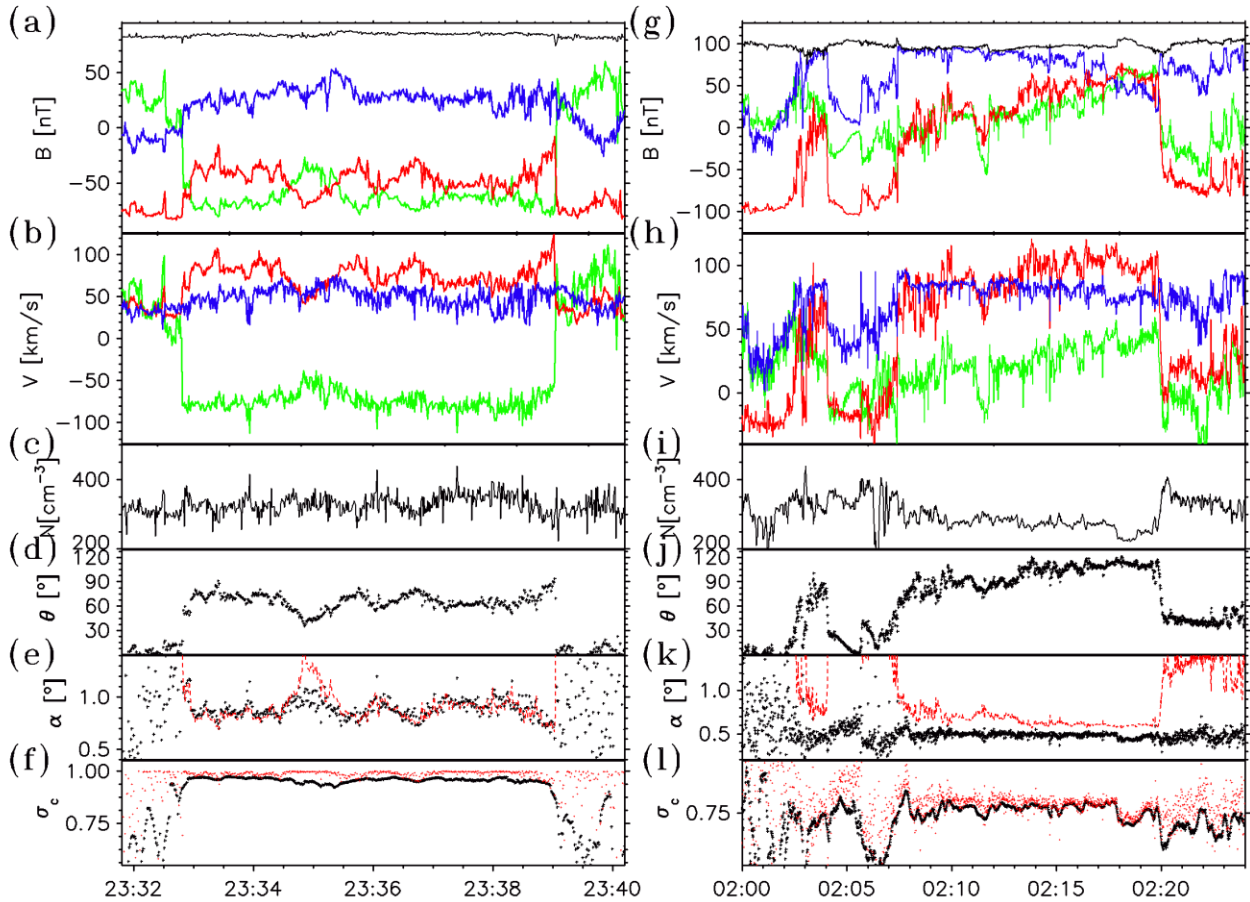 (a)
B [nT]
50
0
−50
(b)
V [km/s]
100
50
0
−50
−100
(c)
N[cm⁻³]
400
200
(d)
θ [°]
120
90
60
30
(e)
α [°]
1.0
0.5
(f)
σc
1.00
0.75
23:32 23:34 23:36 23:38 23:40
(g)
B [nT]
100
50
0
−50
−100
(h)
V [km/s]
100
50
0
(i)
N[cm⁻³]
400
200
(j)
θ [°]
120
90
60
30
(k)
α [°]
1.0
0.5
(l)
σc
0.75
02:00 02:05 02:10 02:15 02:20